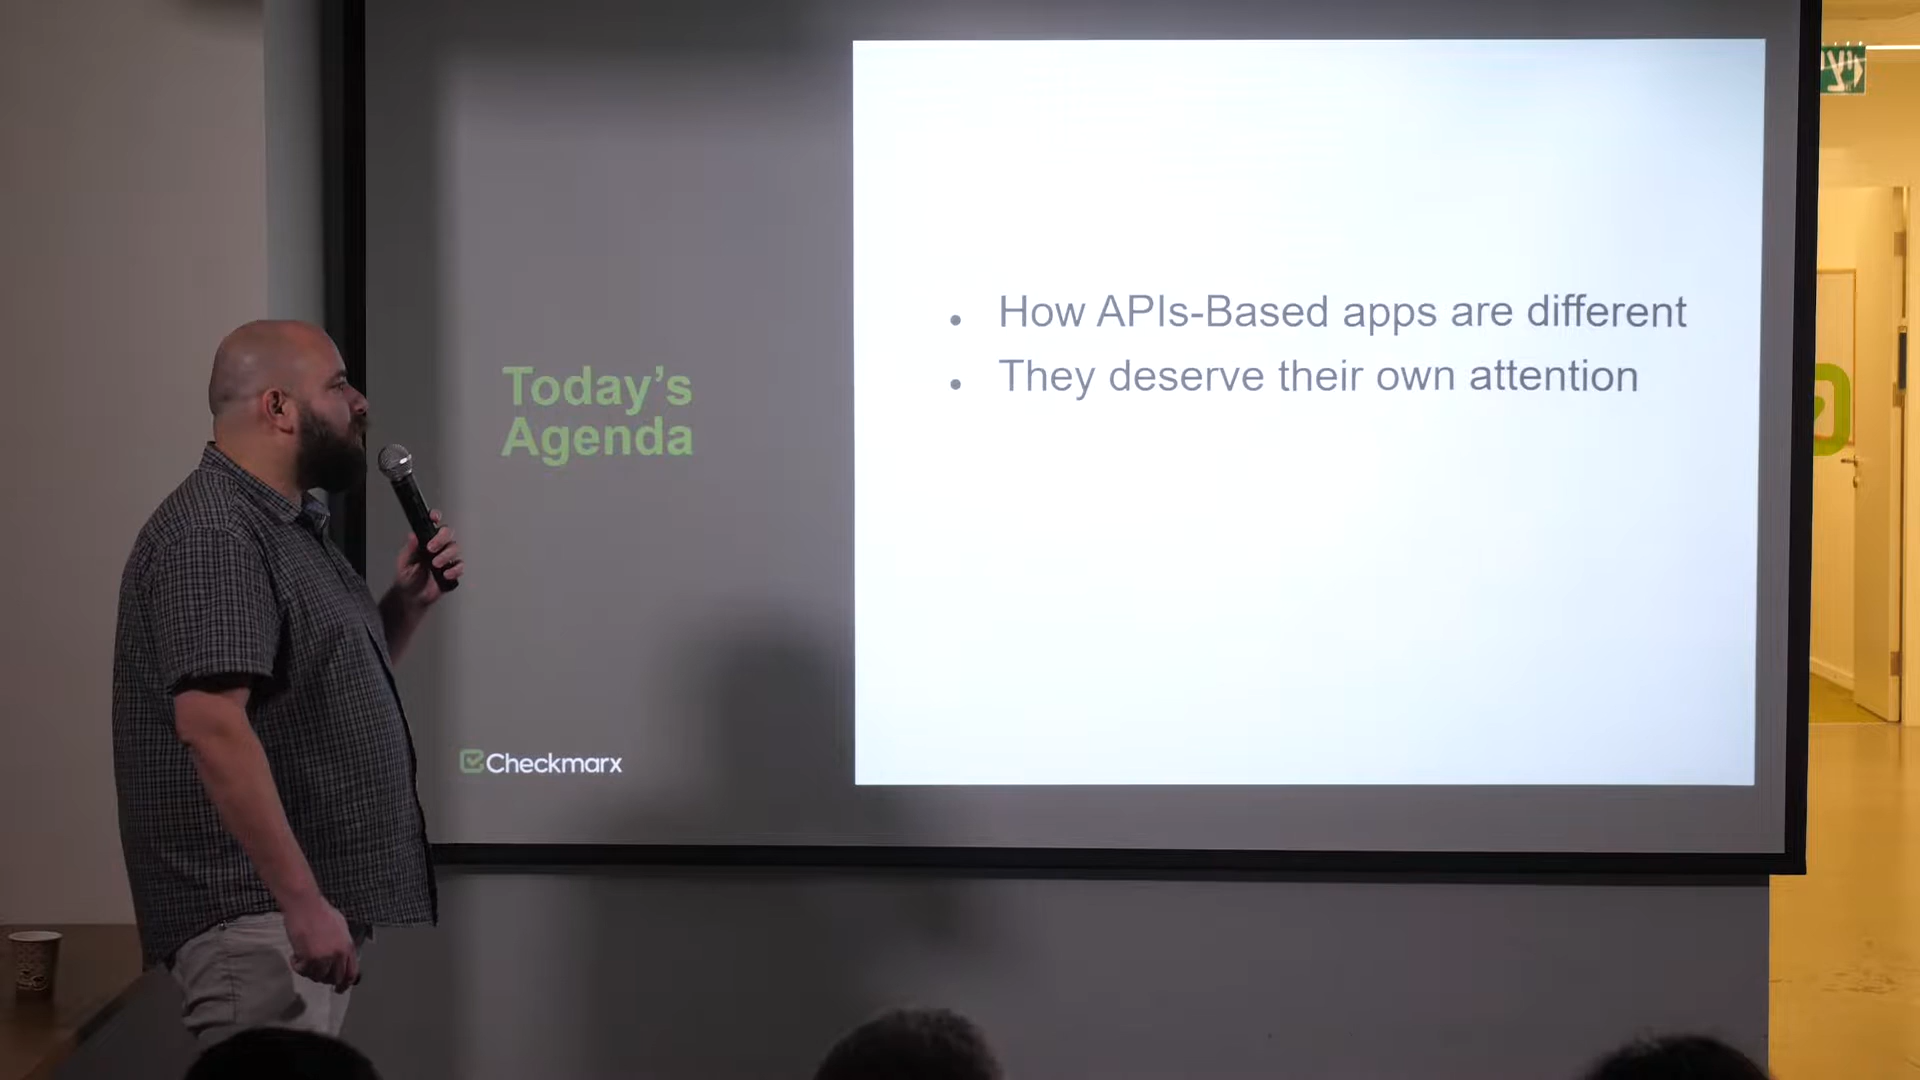 How APIs-Based apps are different
They deserve their own attention
Today's
Agenda
Checkmarx